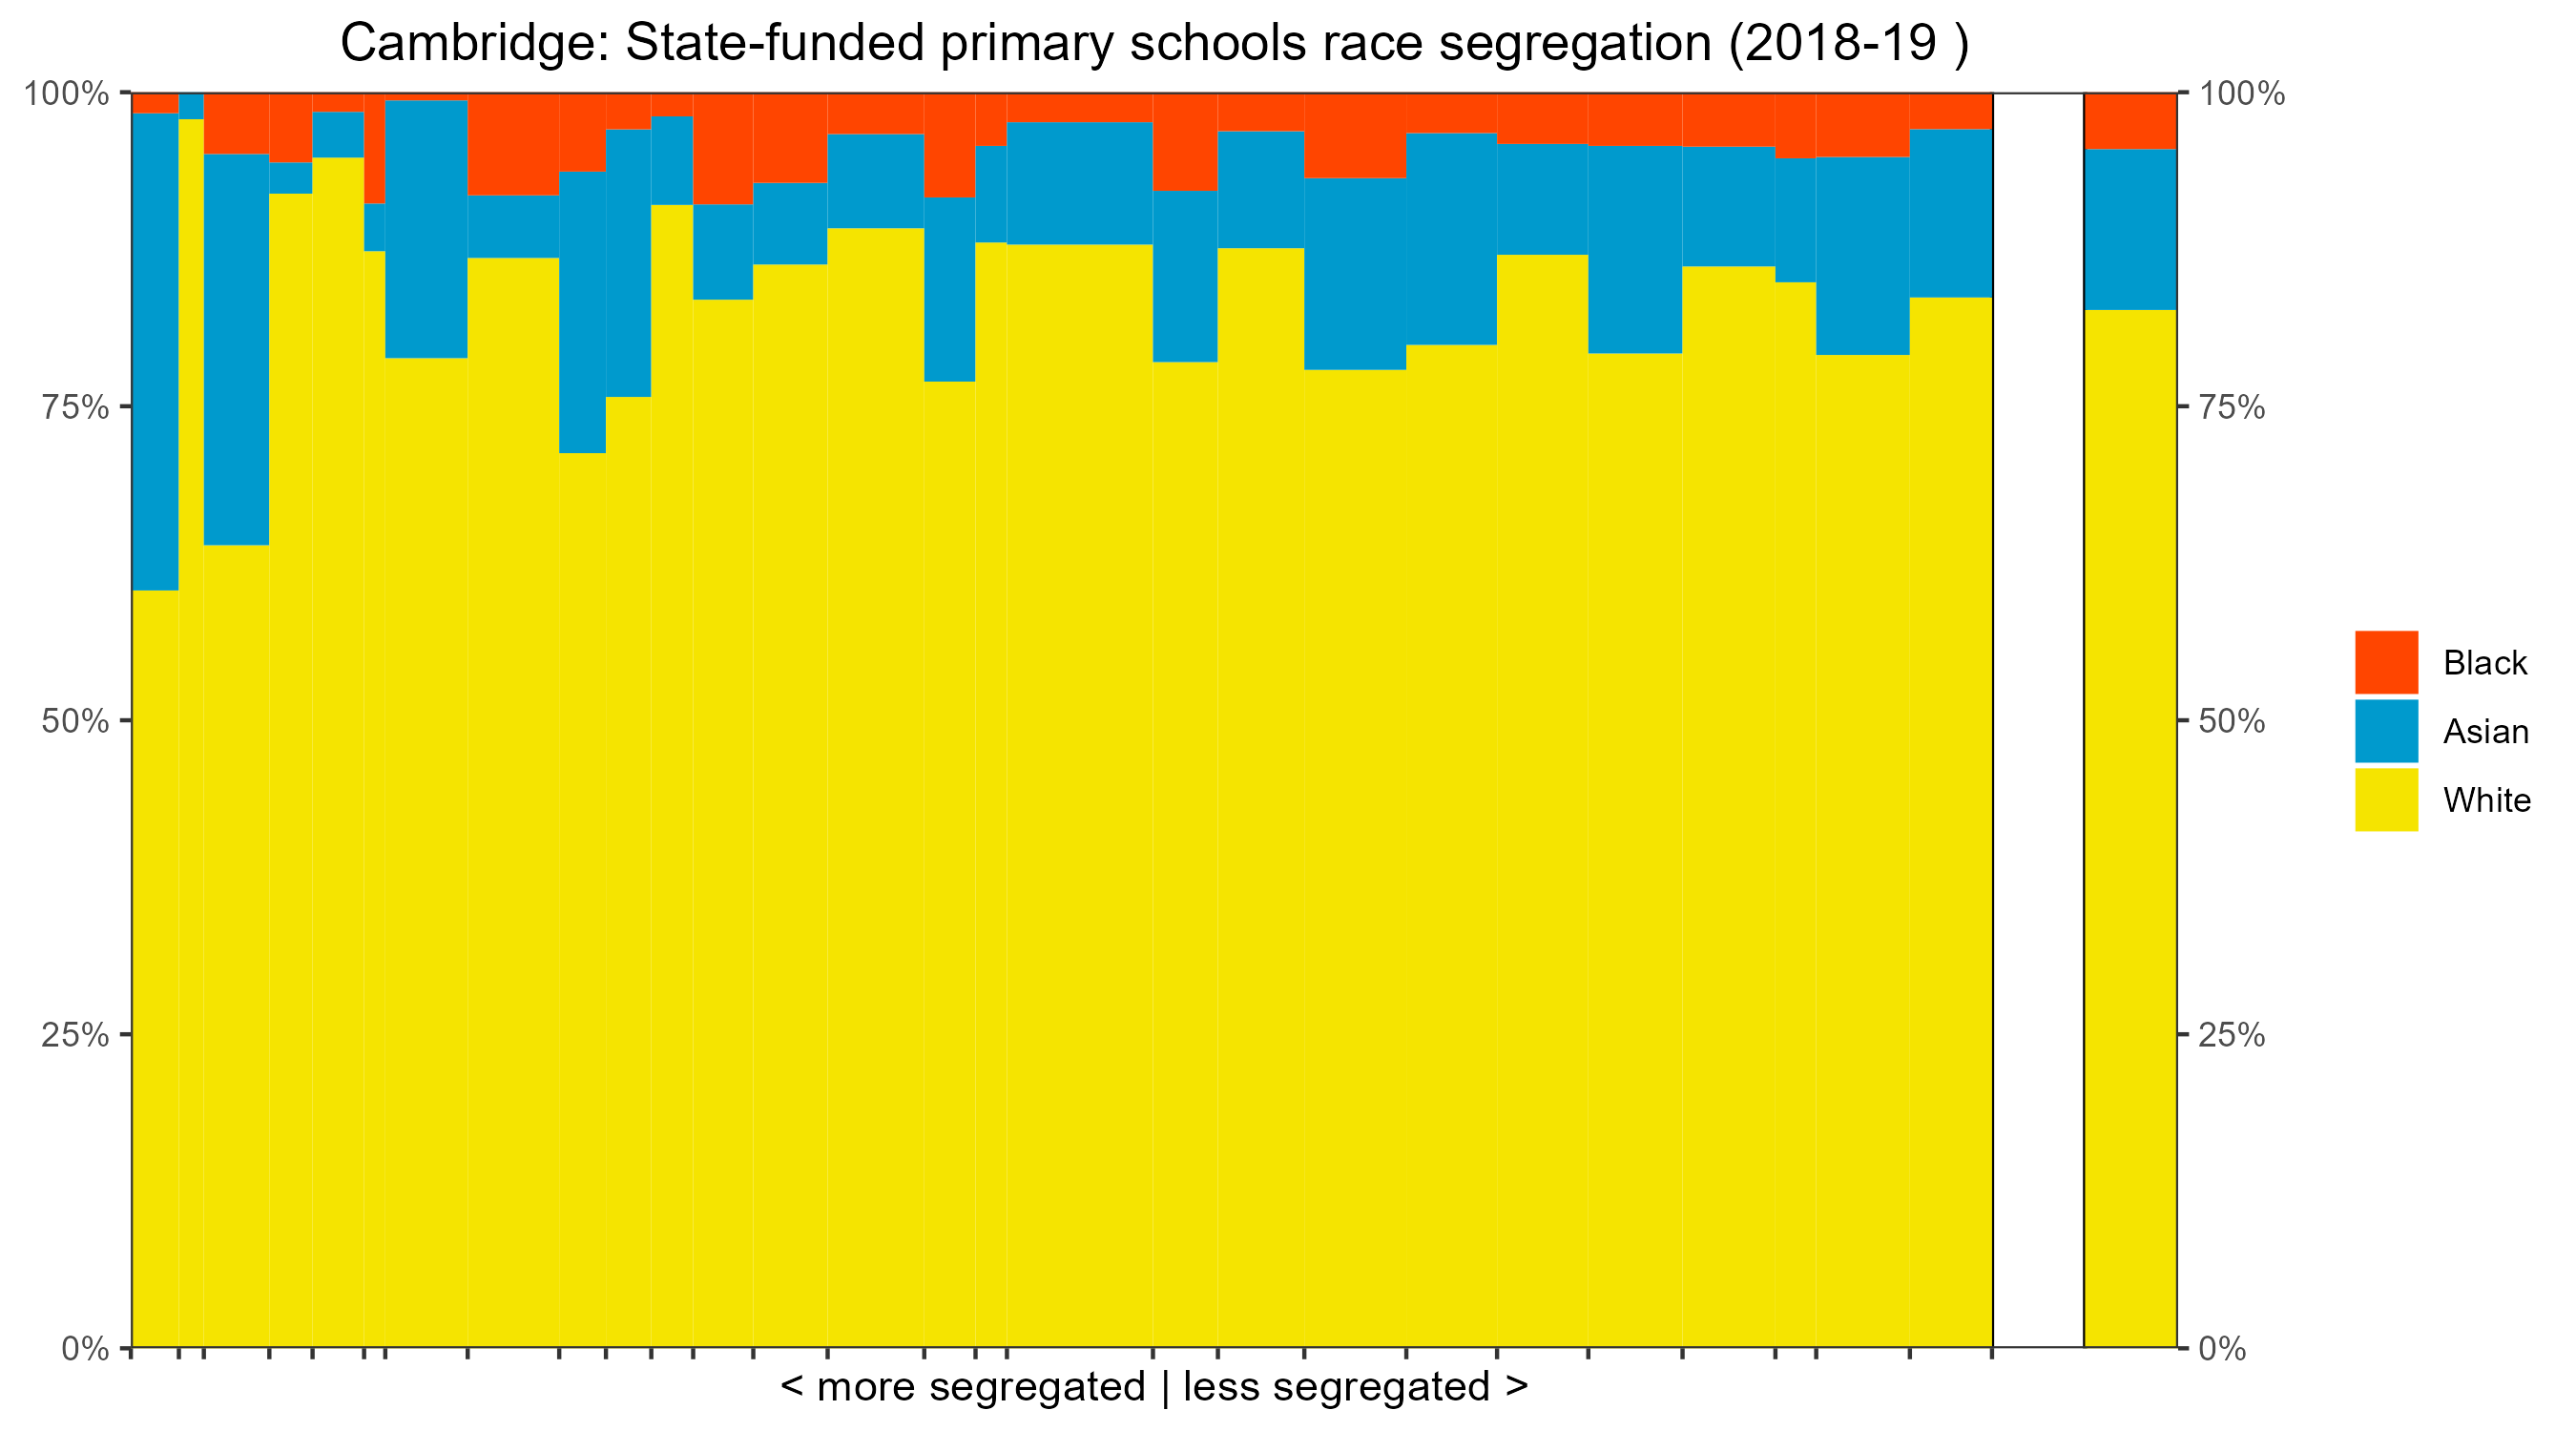 Cambridge: State-funded primary schools race segregation (2018-19 )
100%
100%
75%
75%
50%
50%
25%
25%
0%
0%
Black
Asian
White
< more segregated | less segregated >